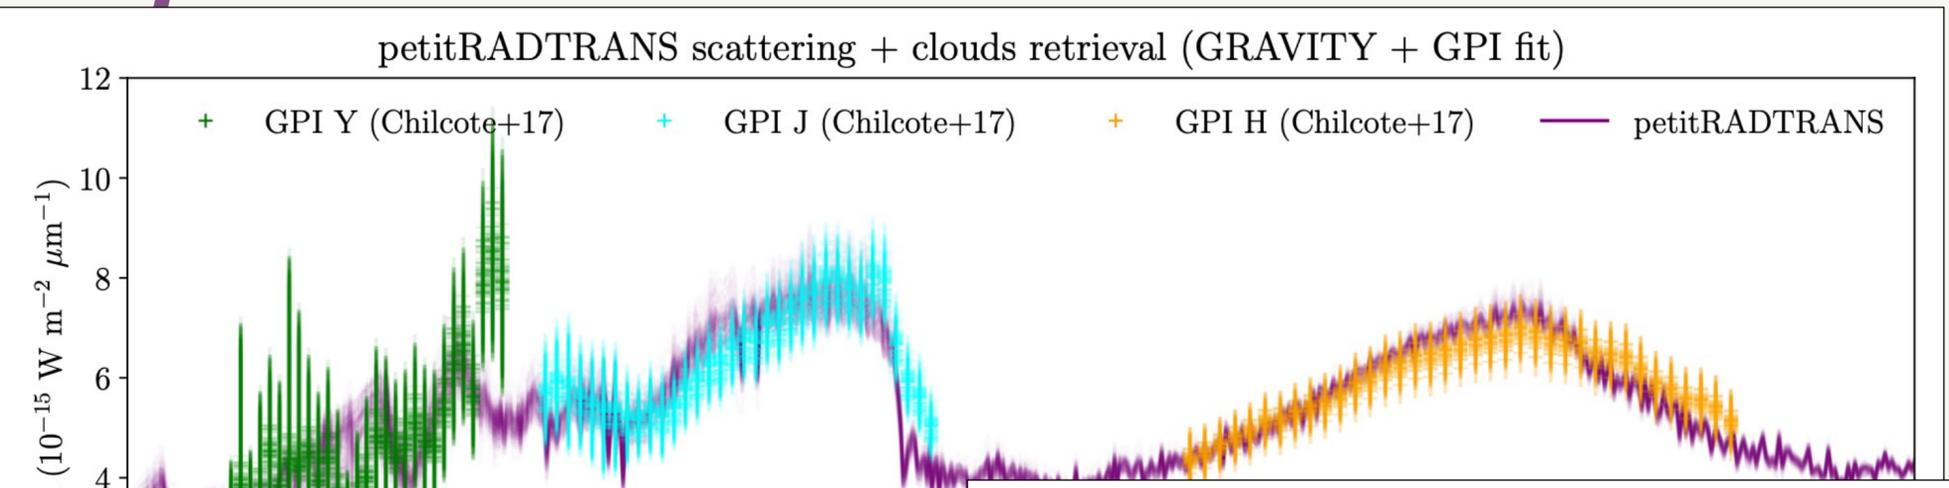 petitRADTRANS scattering + clouds retrieval (GRAVITY + GPI fit)
12
GPI Y (Chilcote+17)
GPI J (Chilcote+17)
GPI H (Chilcote+17)
petitRADTRANS
10
8
6
4
(10⁻¹⁵ W m⁻² μm⁻¹)